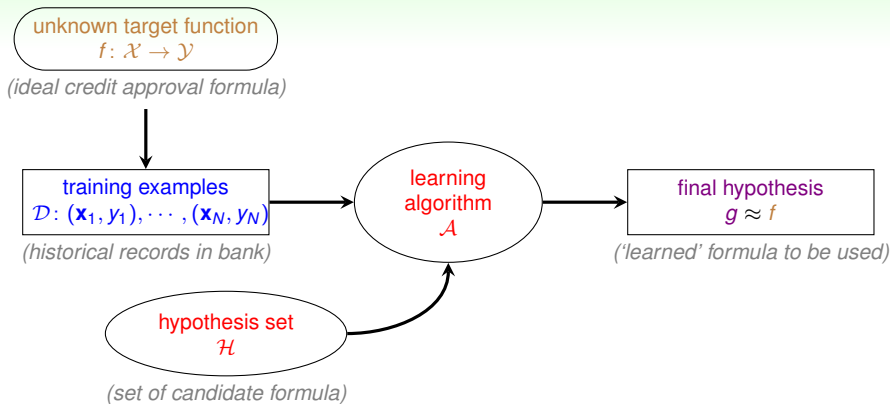 unknown target function
f : 𝒳 → 𝒴
(ideal credit approval formula)
training examples
𝒟 : (𝐱₁, y₁), ⋯ , (𝐱_N, y_N)
(historical records in bank)
learning
algorithm
𝒜
final hypothesis
g ≈ f
(‘learned’ formula to be used)
hypothesis set
ℋ
(set of candidate formula)